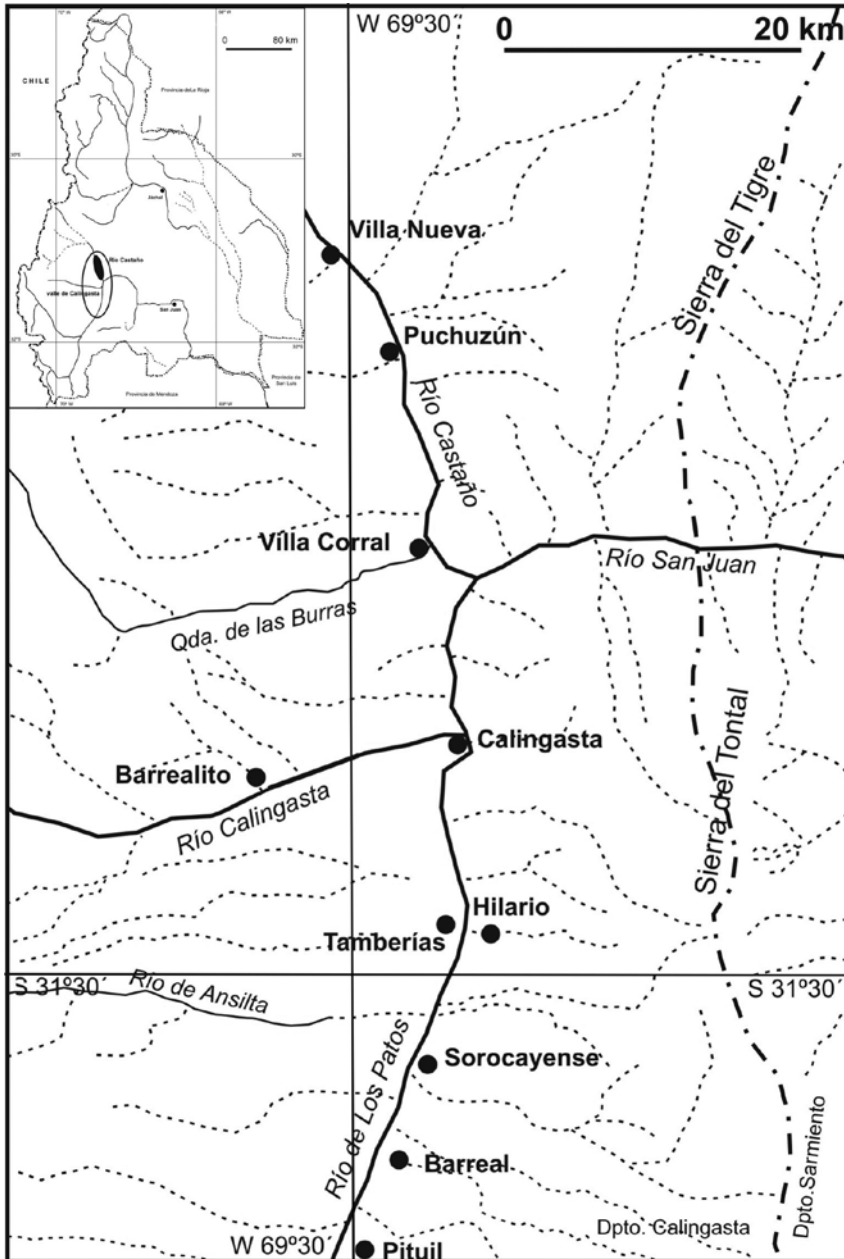 W 69º30´
0
20 km
0
80 km
CHILE
Provincia de La Rioja
Jáchal
Río Castaño
valle de Calingasta
San Juan
Provincia de
San Luis
Provincia de Mendoza
Villa Nueva
Sierra del Tigre
Puchuzún
Río Castaño
Villa Corral
Río San Juan
Qda. de las Burras
Calingasta
Barrealito
Río Calingasta
Sierra del Tontal
Hilario
Tamberías
S 31º30´
Río de Ansilta
S 31º30´
Río de Los Patos
Sorocayense
Barreal
Dpto. Calingasta
Dpto.Sarmiento
W 69º30´
Pituil